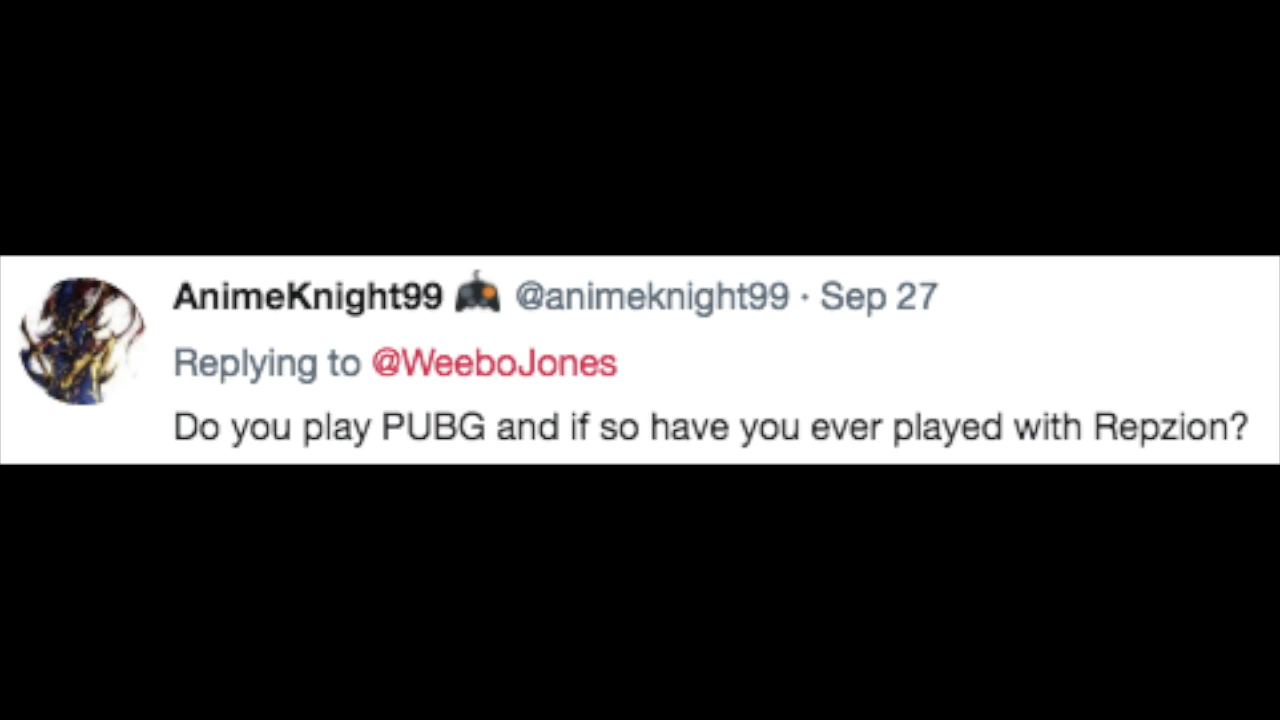 AnimeKnight99 🎮 @animeknight99 · Sep 27
Replying to @WeeboJones
Do you play PUBG and if so have you ever played with Repzion?